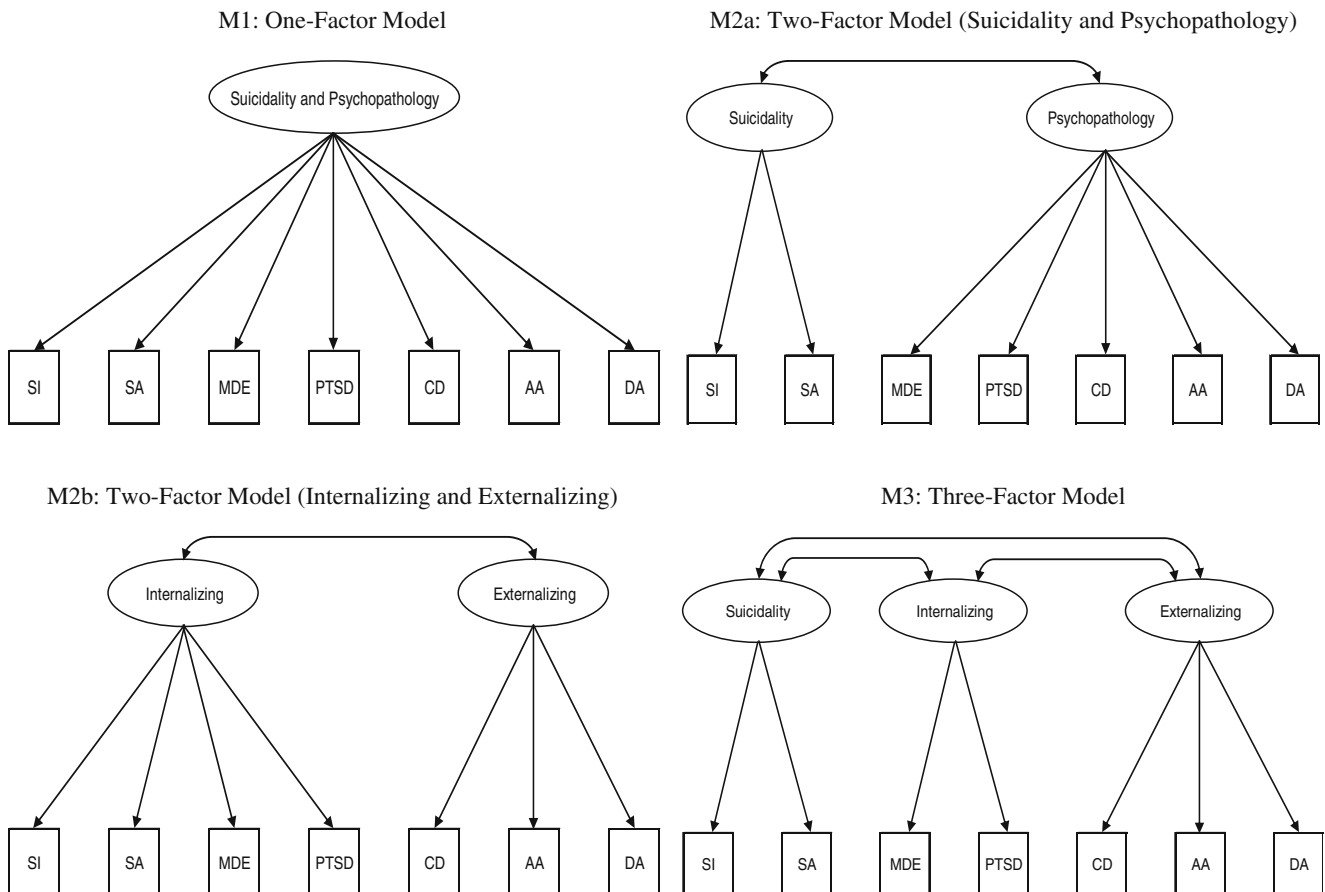 M1: One-Factor Model
Suicidality and Psychopathology
SI SA MDE PTSD CD AA DA
M2a: Two-Factor Model (Suicidality and Psychopathology)
Suicidality Psychopathology
SI SA MDE PTSD CD AA DA
M2b: Two-Factor Model (Internalizing and Externalizing)
Internalizing Externalizing
SI SA MDE PTSD CD AA DA
M3: Three-Factor Model
Suicidality Internalizing Externalizing
SI SA MDE PTSD CD AA DA